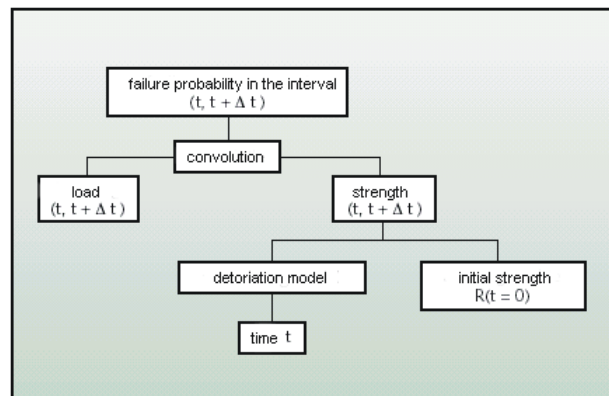 failure probability in the interval
(t, t + Δ t)
convolution
load
(t, t + Δ t)
strength
(t, t + Δ t)
detoriation model
initial strength
R(t = 0)
time t